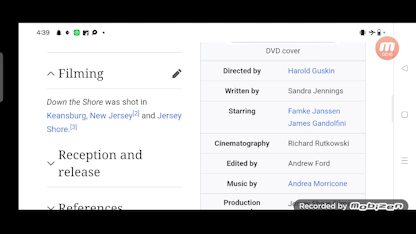 4:39
Filming
Down the Shore was shot in
Keansburg, New Jersey[2] and Jersey
Shore.[3]
Reception and
release
References
DVD cover
Directed by Harold Guskin
Written by Sandra Jennings
Starring Famke Janssen
James Gandolfini
Cinematography Richard Rutkowski
Edited by Andrew Ford
Music by Andrea Morricone
Production
Recorded by Mobizen